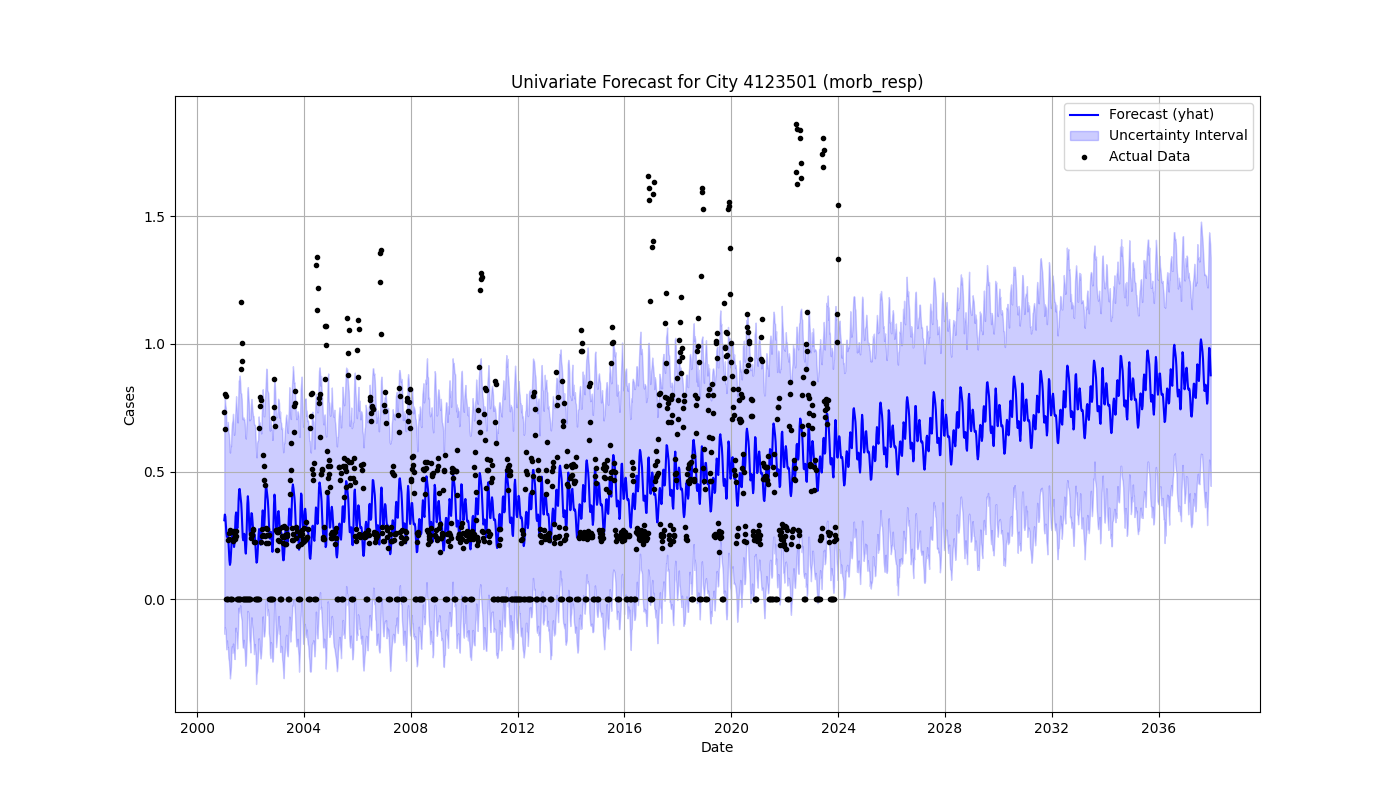 Univariate Forecast for City 4123501 (morb_resp)
Forecast (yhat)
Uncertainty Interval
Actual Data
Cases
1.5
1.0
0.5
0.0
2000 2004 2008 2012 2016 2020 2024 2028 2032 2036
Date